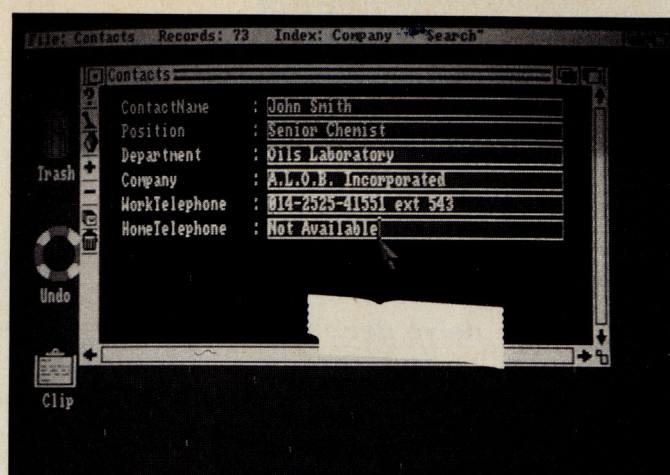 File: Contacts Records: 73 Index: Company "Search"
Contacts
ContactName : John Smith
Position : Senior Chemist
Department : Oils Laboratory
Company : A.L.O.B. Incorporated
WorkTelephone : 014-2525-41551 ext 543
HomeTelephone : Not Available
Trash
Undo
Clip